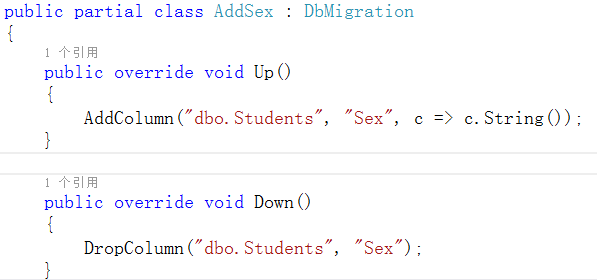 public partial class AddSex : DbMigration
{
1 个引用
public override void Up()
{
AddColumn("dbo.Students", "Sex", c => c.String());
}
1 个引用
public override void Down()
{
DropColumn("dbo.Students", "Sex");
}